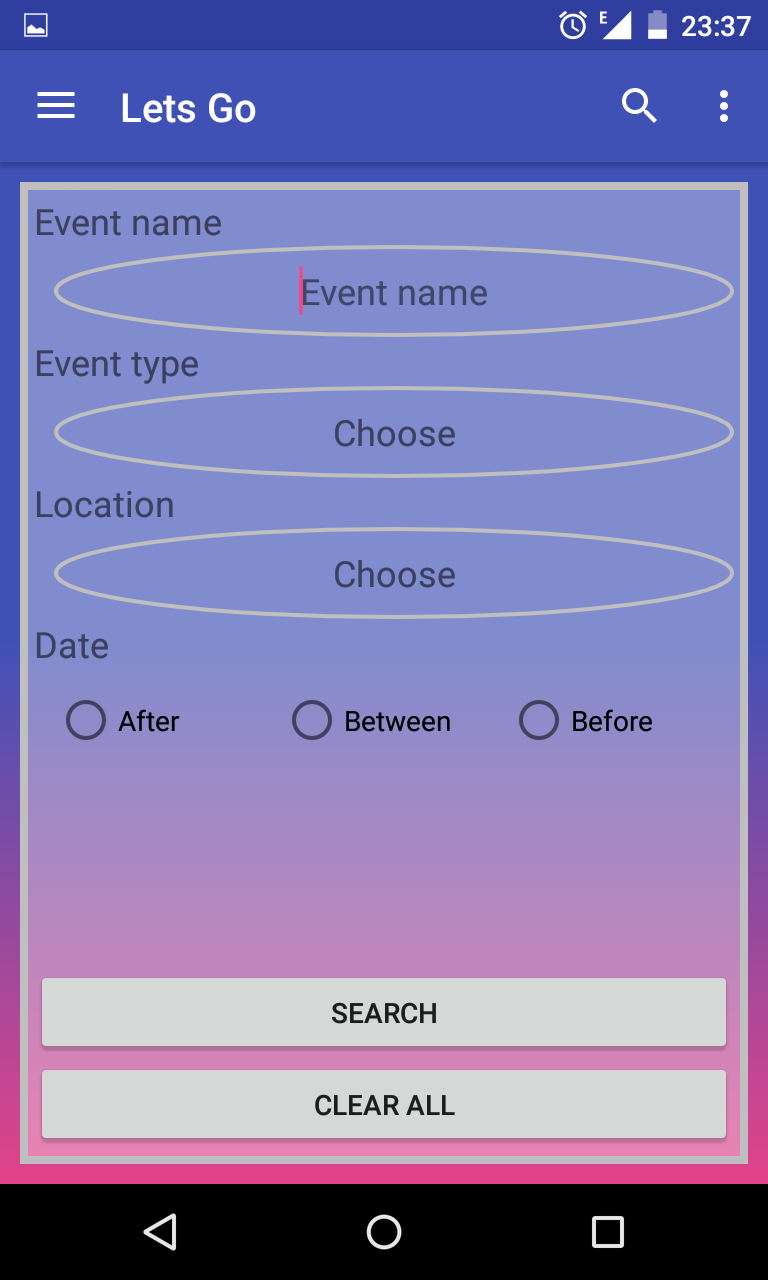 E 23:37
Lets Go
Event name
Event name
Event type
Choose
Location
Choose
Date
After Between Before
SEARCH
CLEAR ALL